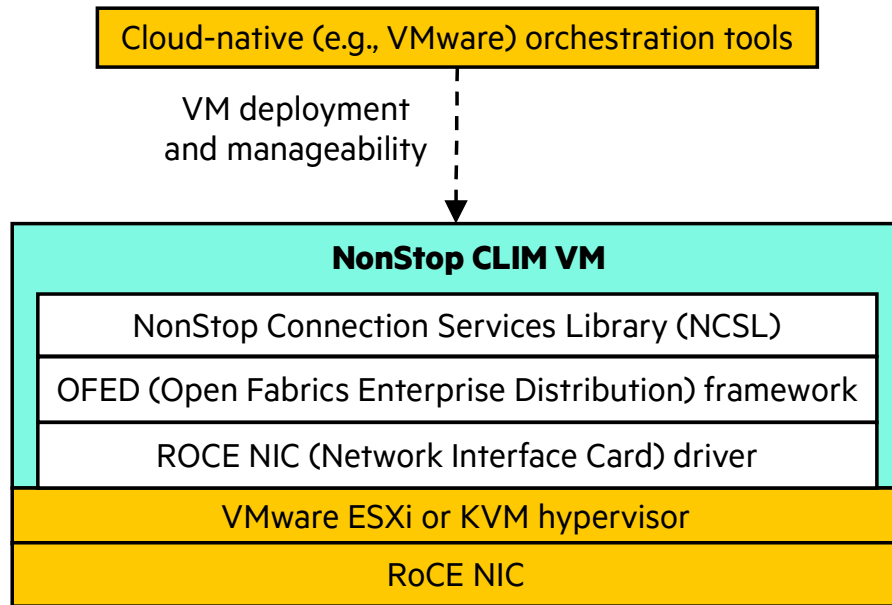 Cloud-native (e.g., VMware) orchestration tools
VM deployment
and manageability
NonStop CLIM VM
NonStop Connection Services Library (NCSL)
OFED (Open Fabrics Enterprise Distribution) framework
ROCE NIC (Network Interface Card) driver
VMware ESXi or KVM hypervisor
RoCE NIC